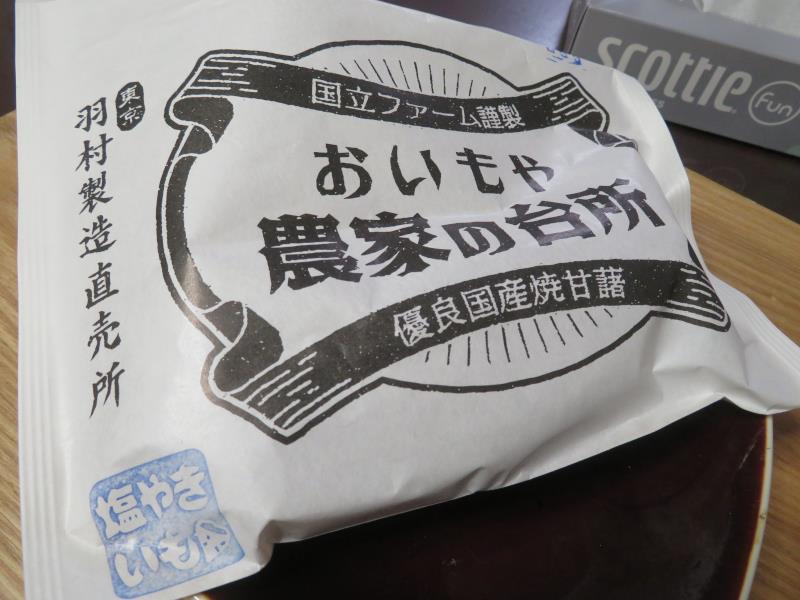 国立ファーム謹製
おいもや
農家の台所
優良国産焼甘藷
東京
羽村製造直売所
塩やき
いも
scottie
Fun